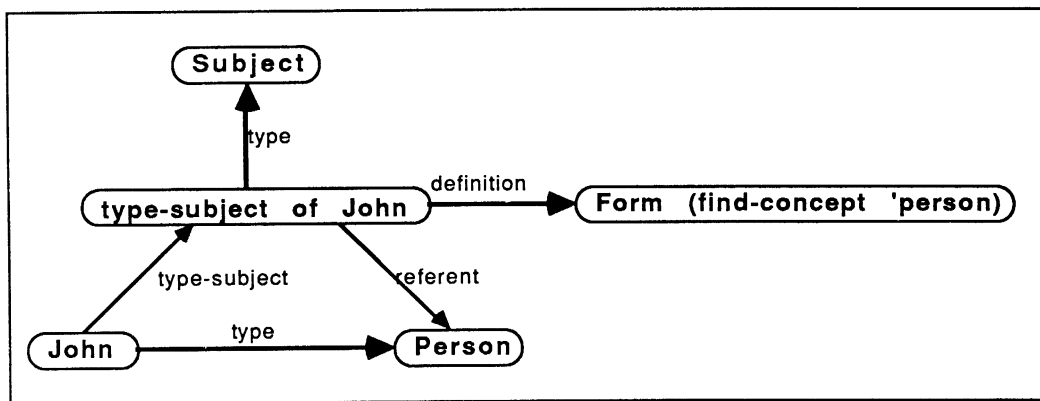 Subject
type
definition
type-subject of John
Form (find-concept 'person)
type-subject
referent
type
John
Person